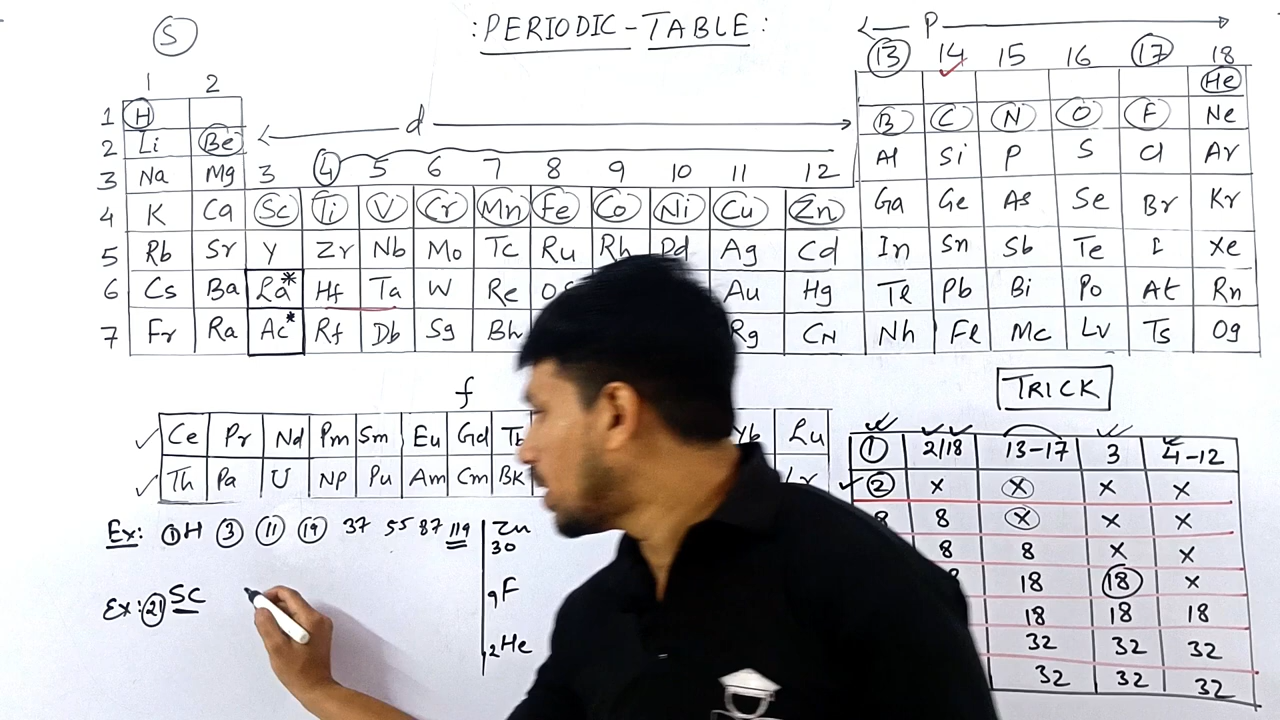 S
: PERIODIC-TABLE :
P
13 14 15 16 17 18
1 2
He
1 H
2 Li Be
d
B C N O F Ne
3 Na Mg 3 4 5 6 7 8 9 10 11 12 Al Si P S Cl Ar
4 K Ca Sc Ti V Cr Mn Fe Co Ni Cu Zn Ga Ge As Se Br Kr
5 Rb Sr Y Zr Nb Mo Tc Ru Rh Pd Ag Cd In Sn Sb Te I Xe
6 Cs Ba La* Hf Ta W Re Au Hg Tl Pb Bi Po At Rn
7 Fr Ra Ac* Rf Db Sg Bh Rg CN Nh Fl Mc Lv Ts Og
f
TRICK
Ce Pr Nd Pm Sm Eu Gd Yb Lu
Th Pa U NP Pu Am Cm BK Lr
1 2/18 13-17 3 4-12
2 x x x x
8 8 x x x
8 8 x x
18 18 x
18 18 18
32 32 32
32 32 32
Ex: 1H 3 11 19 37 55 87 119
Zn
30
9F
2He
Ex: 21 Sc